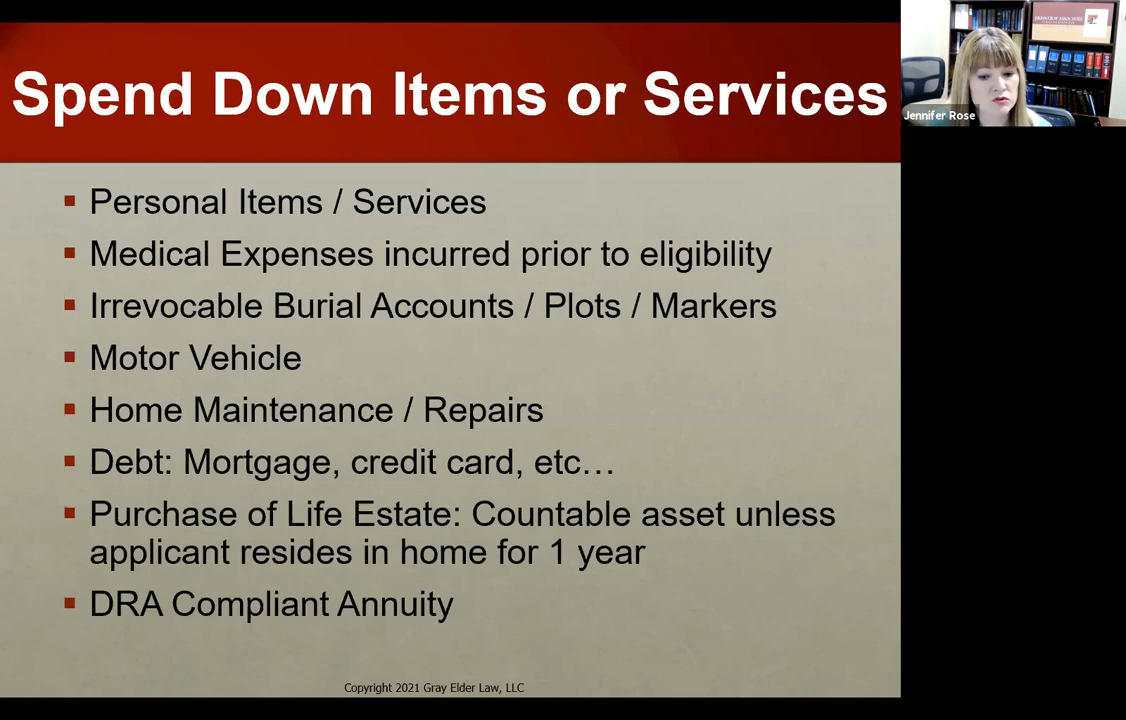 Spend Down Items or Services
Jennifer Rose
▪ Personal Items / Services
▪ Medical Expenses incurred prior to eligibility
▪ Irrevocable Burial Accounts / Plots / Markers
▪ Motor Vehicle
▪ Home Maintenance / Repairs
▪ Debt: Mortgage, credit card, etc…
▪ Purchase of Life Estate: Countable asset unless
applicant resides in home for 1 year
▪ DRA Compliant Annuity
Copyright 2021 Gray Elder Law, LLC